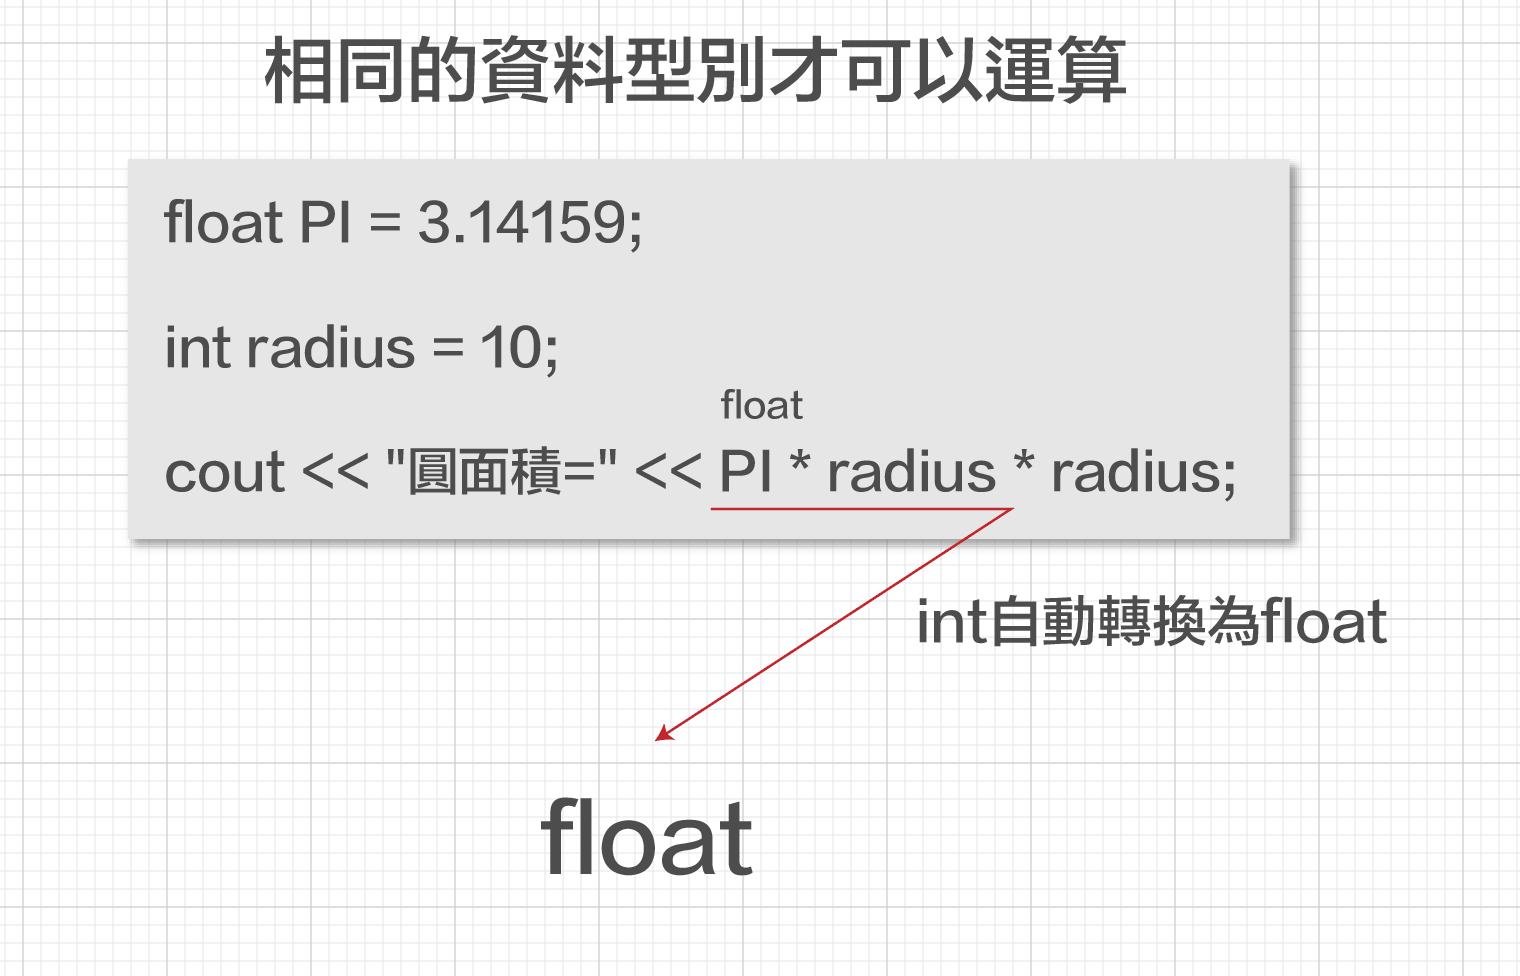 相同的資料型別才可以運算
float PI = 3.14159;
int radius = 10;
float
cout << "圓面積=" << PI * radius * radius;
int自動轉換為float
float